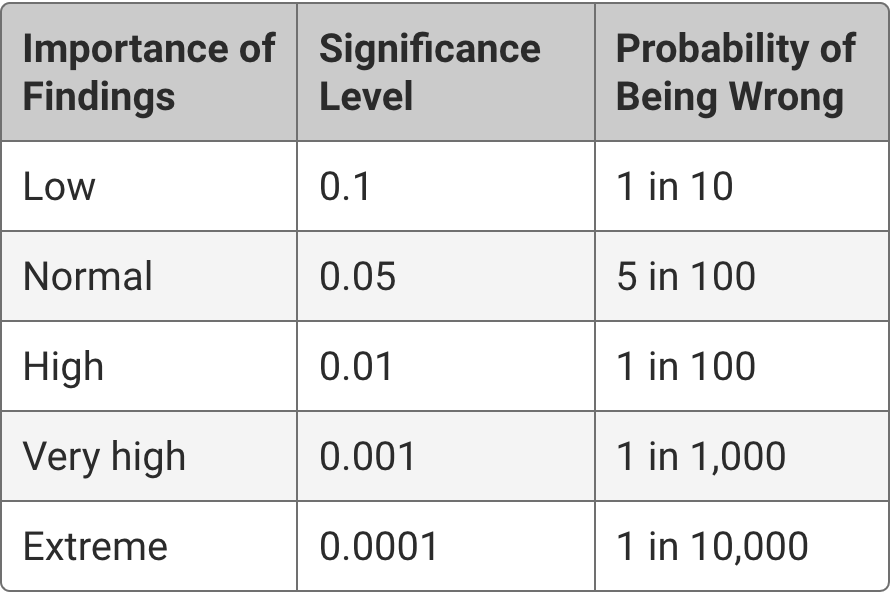 Importance of Findings
Significance Level
Probability of Being Wrong
Low
0.1
1 in 10
Normal
0.05
5 in 100
High
0.01
1 in 100
Very high
0.001
1 in 1,000
Extreme
0.0001
1 in 10,000